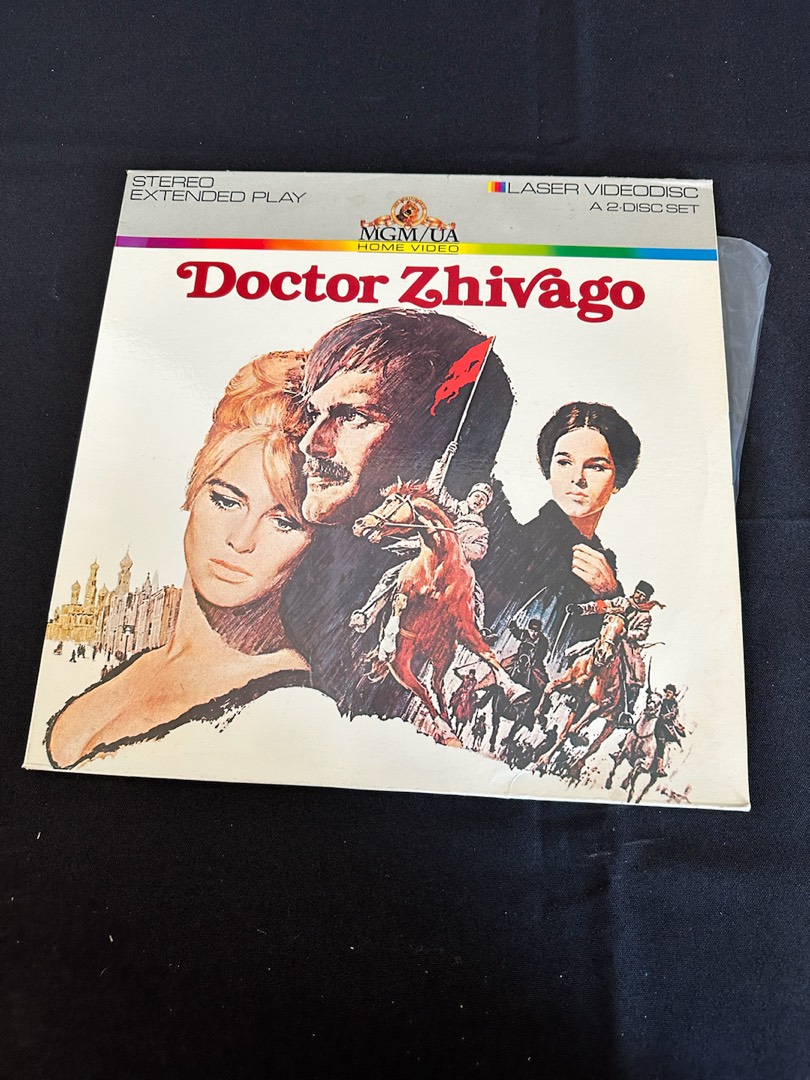 STEREO
EXTENDED PLAY
LASER VIDEODISC
A 2-DISC SET
MGM/UA
HOME VIDEO
Doctor Zhivago